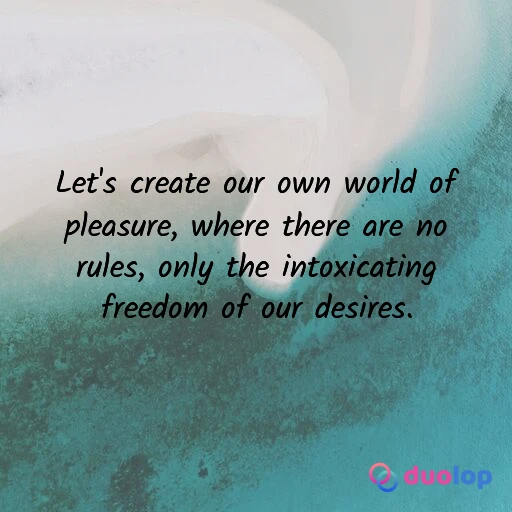 Let's create our own world of
pleasure, where there are no
rules, only the intoxicating
freedom of our desires.
duolop